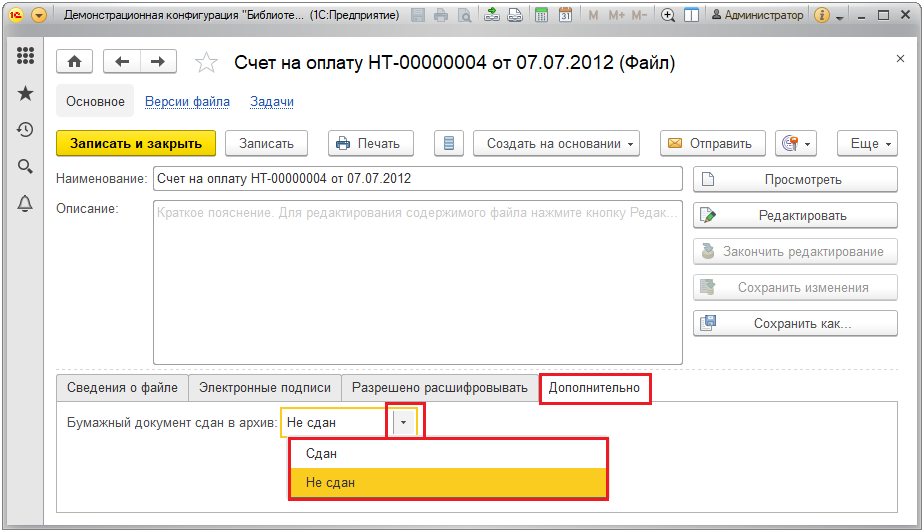 Демонстрационная конфигурация "Библиоте... (1С:Предприятие)
31
M M+ M-
Администратор
Счет на оплату НТ-00000004 от 07.07.2012 (Файл)
Основное Версии файла Задачи
Записать и закрыть Записать Печать Создать на основании Отправить Еще
Наименование: Счет на оплату НТ-00000004 от 07.07.2012 Просмотреть
Описание: Краткое пояснение. Для редактирования содержимого файла нажмите кнопку Редак...
Редактировать
Закончить редактирование
Сохранить изменения
Сохранить как...
Сведения о файле Электронные подписи Разрешено расшифровывать Дополнительно
Бумажный документ сдан в архив: Не сдан
Сдан
Не сдан